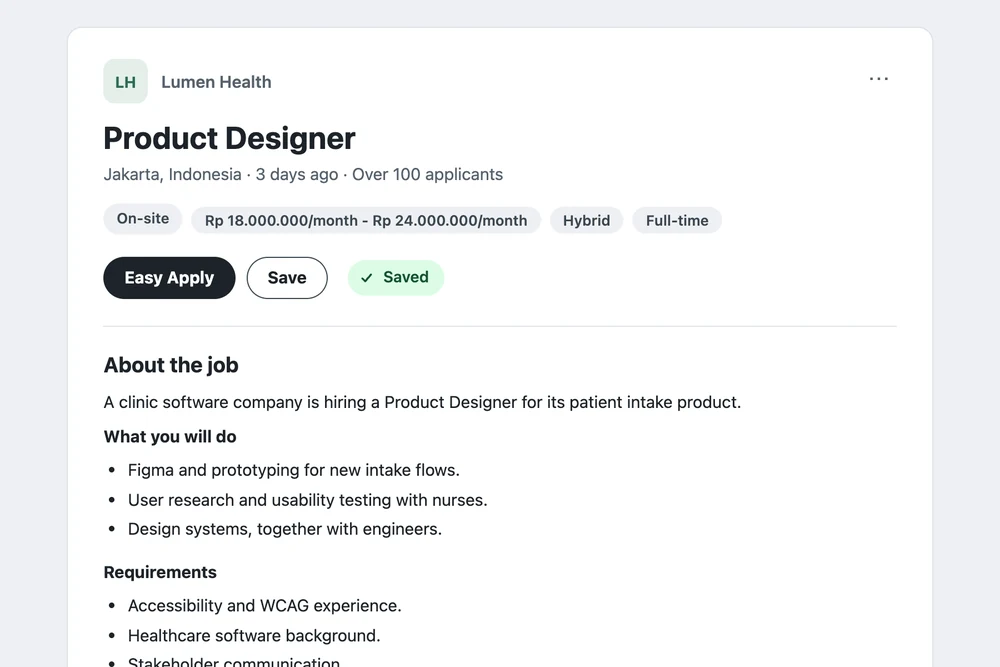 LH Lumen Health ...
Product Designer
Jakarta, Indonesia · 3 days ago · Over 100 applicants
On-site Rp 18.000.000/month - Rp 24.000.000/month Hybrid Full-time
Easy Apply Save ✓ Saved
About the job
A clinic software company is hiring a Product Designer for its patient intake product.
What you will do
• Figma and prototyping for new intake flows.
• User research and usability testing with nurses.
• Design systems, together with engineers.
Requirements
• Accessibility and WCAG experience.
• Healthcare software background.
• Stakeholder communication